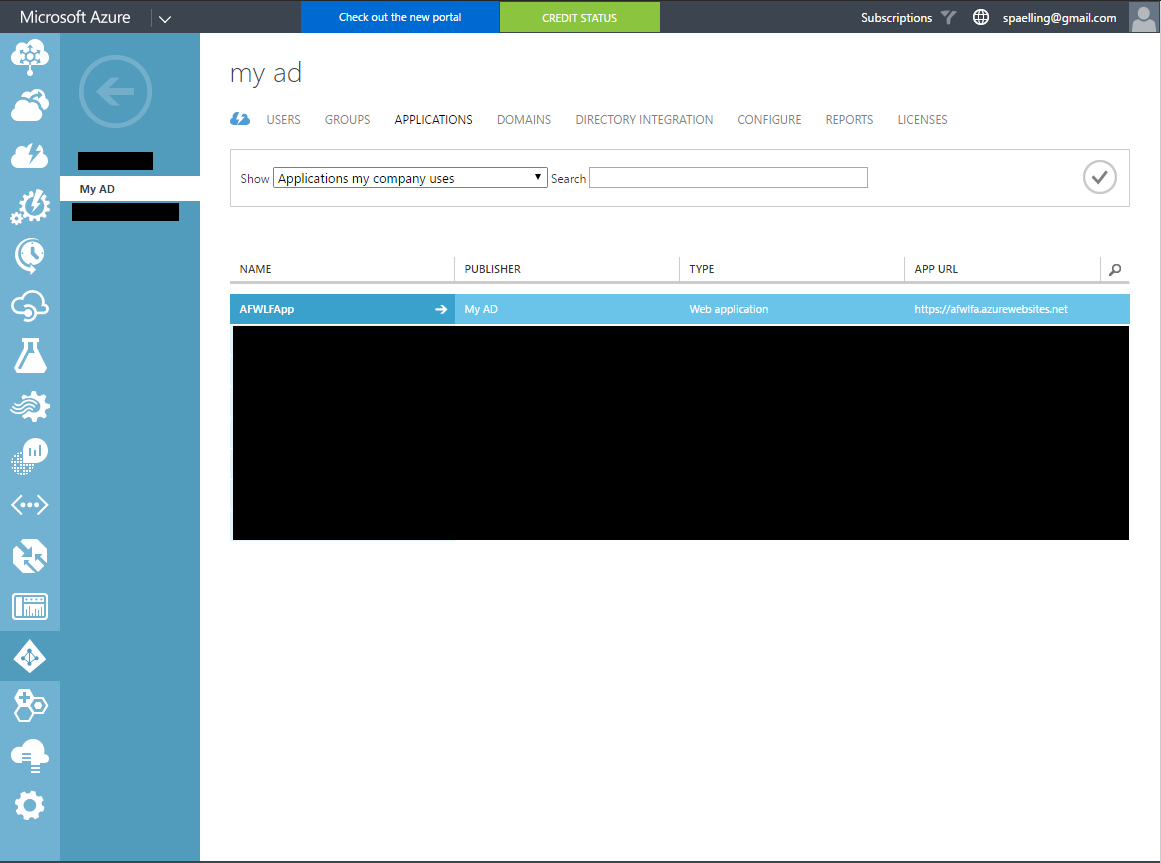 Microsoft Azure
Check out the new portal
CREDIT STATUS
Subscriptions
spaelling@gmail.com
my ad
USERS GROUPS APPLICATIONS DOMAINS DIRECTORY INTEGRATION CONFIGURE REPORTS LICENSES
My AD
Show Applications my company uses Search
NAME PUBLISHER TYPE APP URL
AFWLFApp My AD Web application https://afwlfa.azurewebsites.net